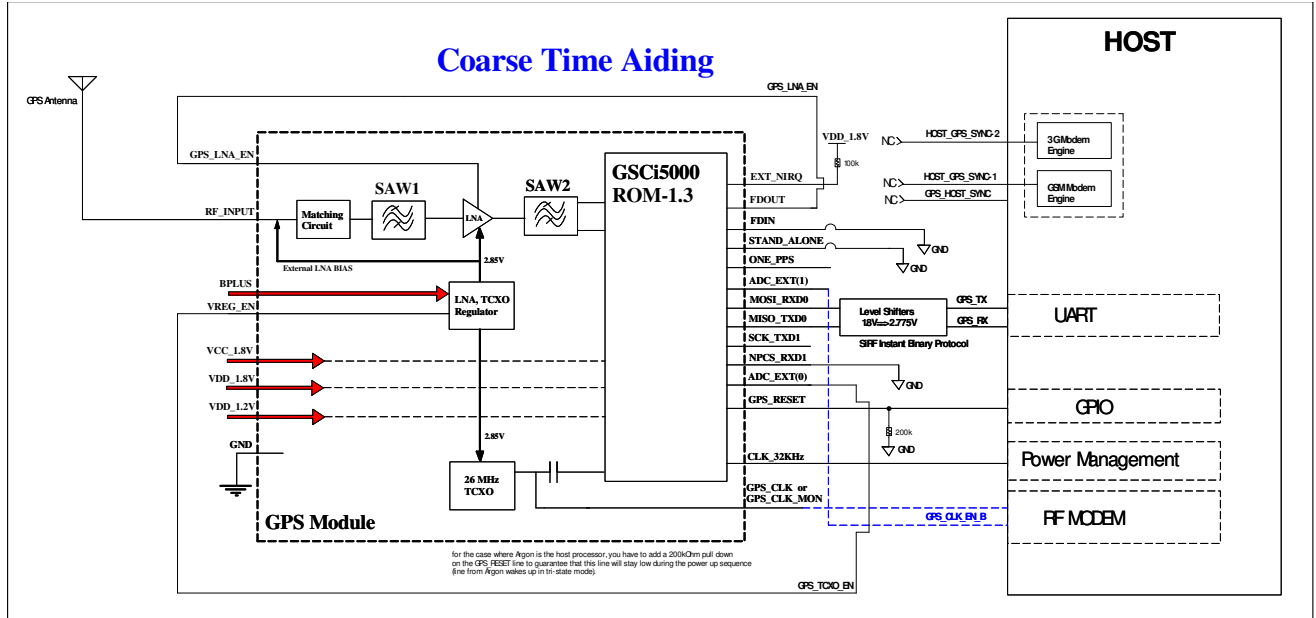 Coarse Time Aiding
HOST
GPS Antenna
GPS_LNA_EN
GPS_LNA_EN
RF_INPUT
Matching
Circuit
SAW1
LNA
SAW2
External LNA BIAS
2.85V
BPLUS
VREG_EN
LNA, TCXO
Regulator
VCC_1.8V
VDD_1.8V
VDD_1.2V
GND
2.85V
26 MHz
TCXO
GPS Module
GSCi5000
ROM-1.3
VDD_1.8V
100k
EXT_NIRQ
FDOUT
FDIN
GND
STAND_ALONE
GND
ONE_PPS
ADC_EXT(1)
MOSI_RXD0
MISO_TXD0
SCK_TXD1
NPCS_RXD1
GND
ADC_EXT(0)
GPS_RESET
200k
GND
CLK_32KHz
GPS_CLK or
GPS_CLK_MON
GPS_CLK_EN_B
GPS_TCXO_EN
Level Shifters
1.8V==>2.775V
SiRF Instant Binary Protocol
GPS_TX
GPS_RX
NC
HOST_GPS_SYNC-2
NC
HOST_GPS_SYNC-1
NC
GPS_HOST_SYNC
3G Modem
Engine
GSM Modem
Engine
UART
GPIO
Power Management
RF MODEM
for the case where Argon is the host processor, you have to add a 200kOhm pull down
on the GPS_RESET line to guarantee that this line will stay low during the power up sequence
(line from Argon wakes up in tri-state mode).